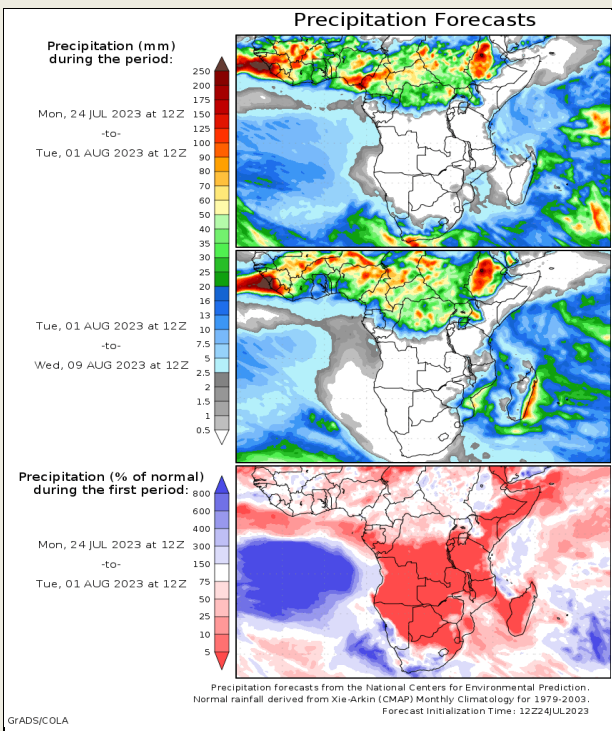 Precipitation Forecasts
Precipitation (mm)
during the period:
Mon, 24 JUL 2023 at 12Z
-to-
Tue, 01 AUG 2023 at 12Z
250
200
175
150
125
100
90
80
70
60
50
40
35
30
25
20
16
13
10
7.5
5
2.5
2
1.5
1
0.5
Tue, 01 AUG 2023 at 12Z
-to-
Wed, 09 AUG 2023 at 12Z
Precipitation (% of normal)
during the first period:
Mon, 24 JUL 2023 at 12Z
-to-
Tue, 01 AUG 2023 at 12Z
800
600
400
300
150
75
50
25
10
5
Precipitation forecasts from the National Centers for Environmental Prediction.
Normal rainfall derived from Xie-Arkin (CMAP) Monthly Climatology for 1979-2003.
Forecast Initialization Time: 12Z24JUL2023
GrADS/COLA